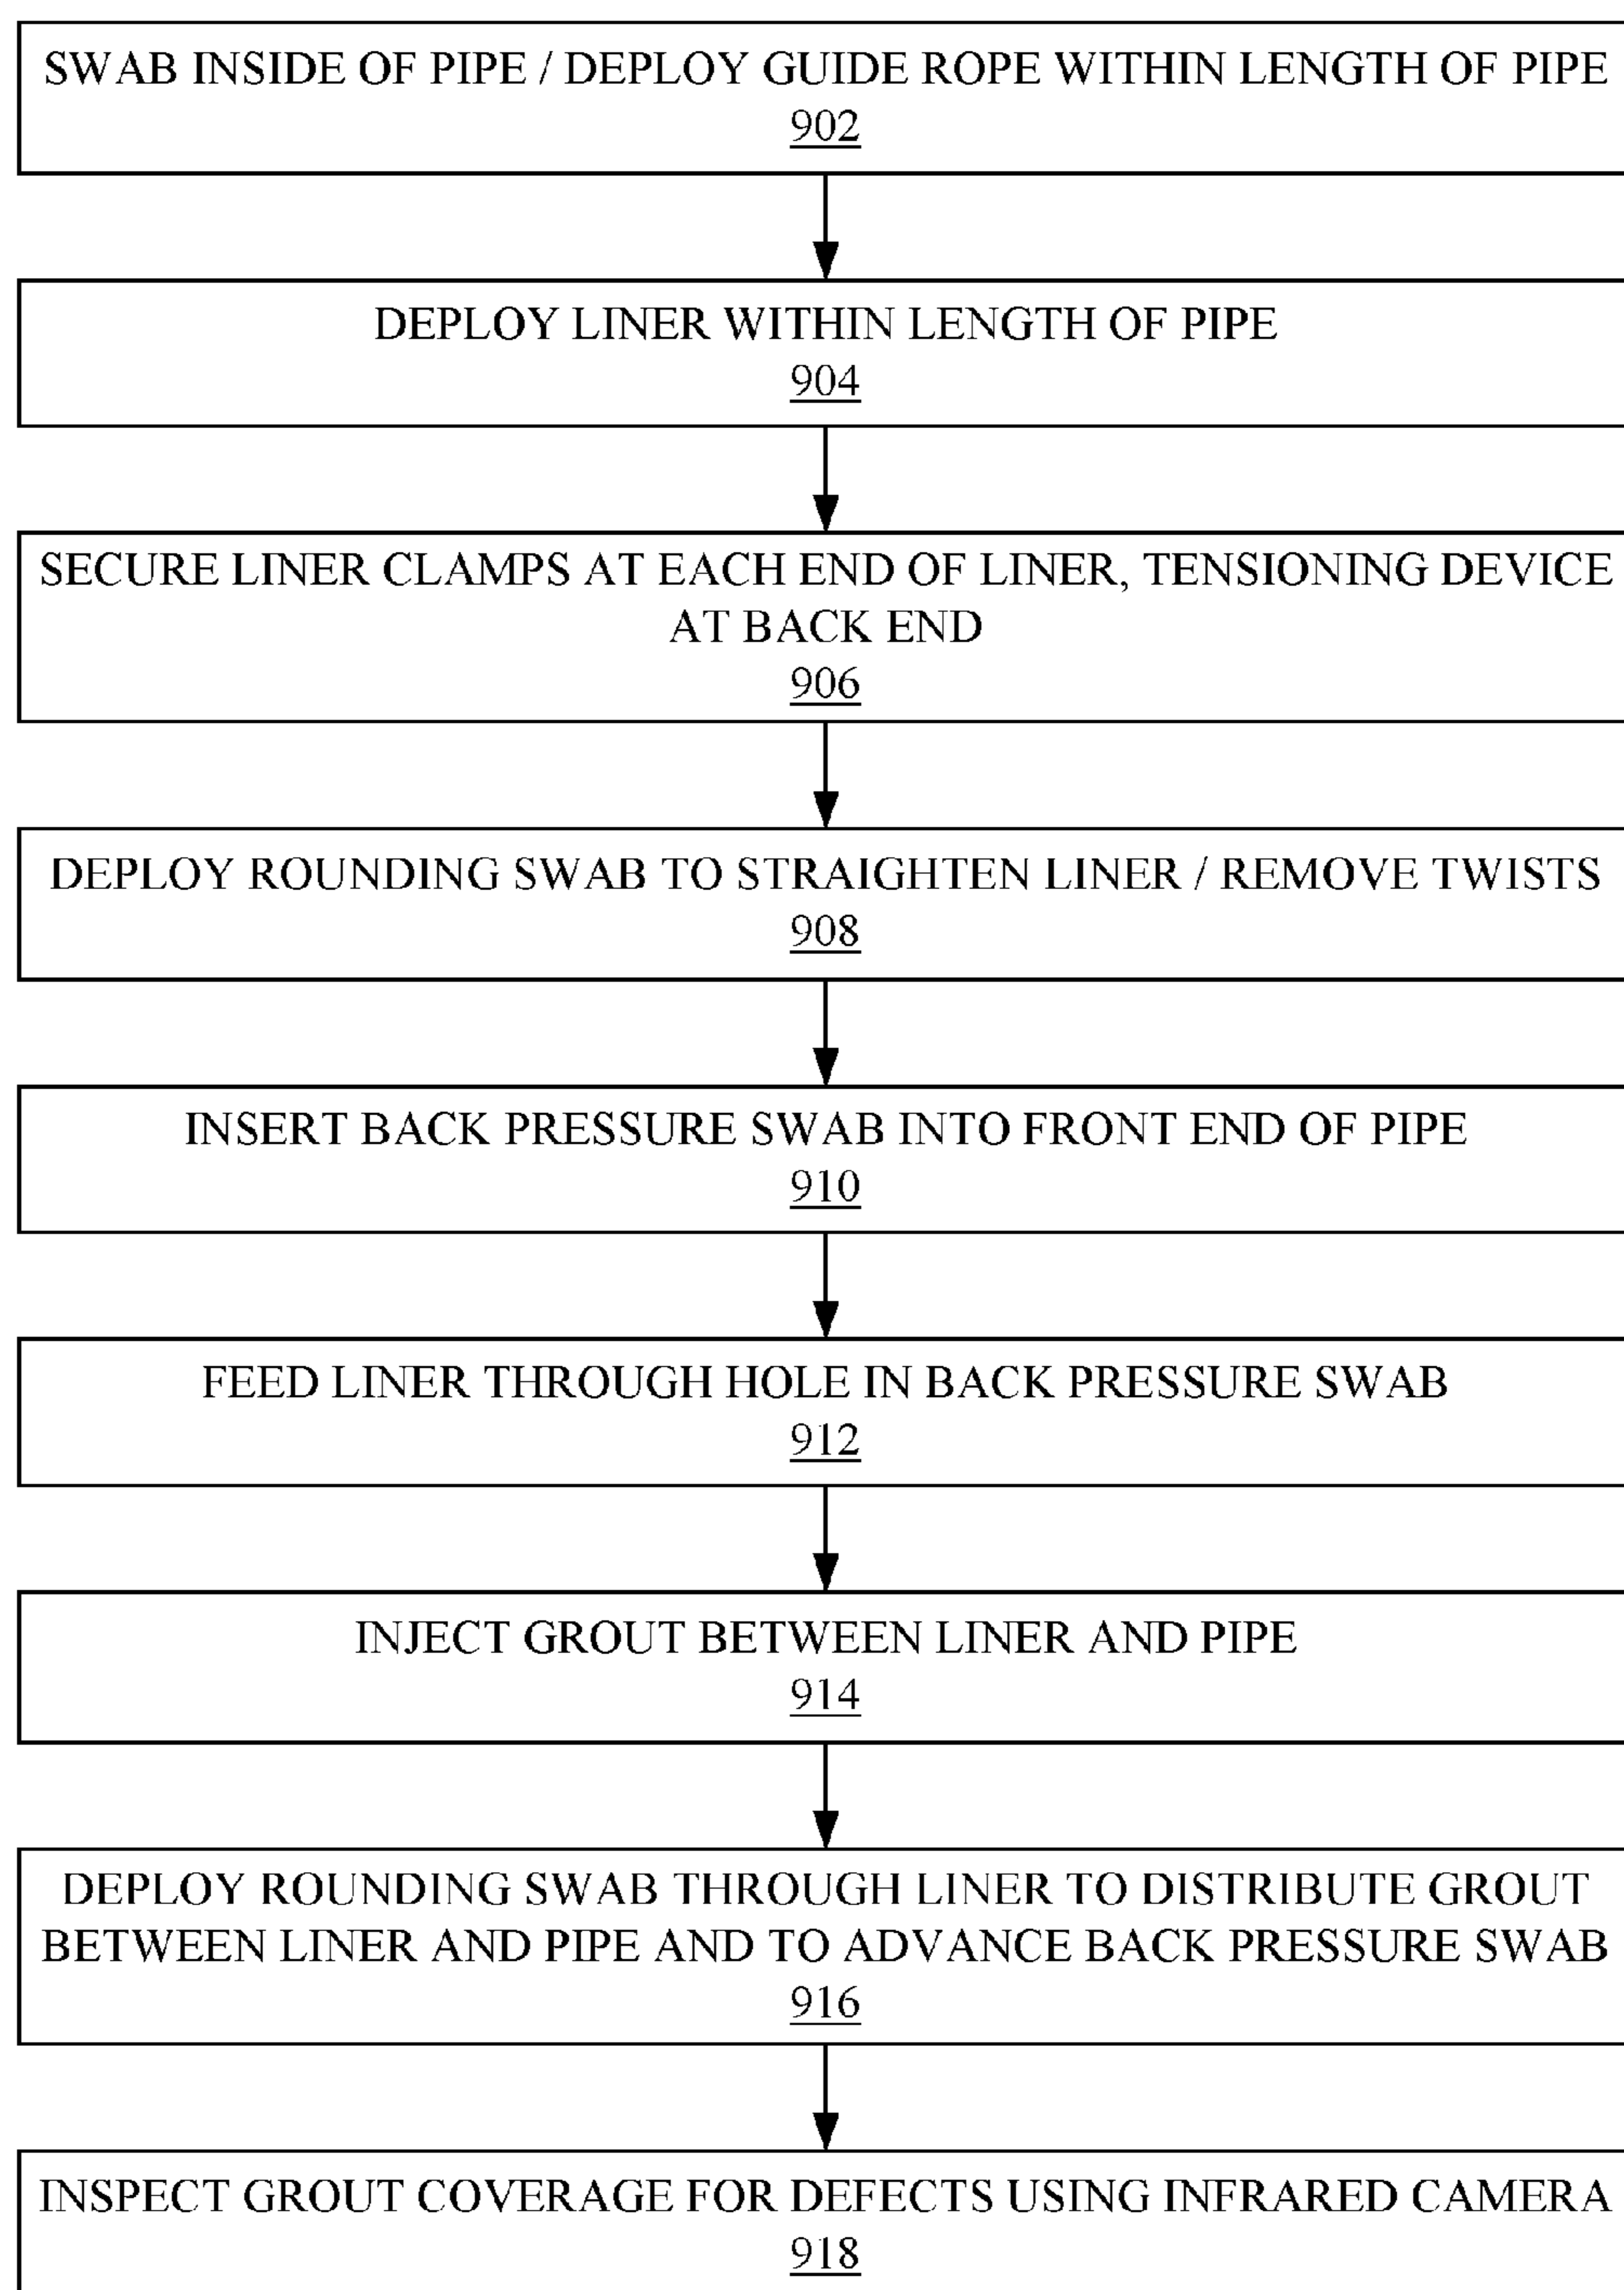 SWAB INSIDE OF PIPE / DEPLOY GUIDE ROPE WITHIN LENGTH OF PIPE
902
DEPLOY LINER WITHIN LENGTH OF PIPE
904
SECURE LINER CLAMPS AT EACH END OF LINER, TENSIONING DEVICE
AT BACK END
906
DEPLOY ROUNDING SWAB TO STRAIGHTEN LINER / REMOVE TWISTS
908
INSERT BACK PRESSURE SWAB INTO FRONT END OF PIPE
910
FEED LINER THROUGH HOLE IN BACK PRESSURE SWAB
912
INJECT GROUT BETWEEN LINER AND PIPE
914
DEPLOY ROUNDING SWAB THROUGH LINER TO DISTRIBUTE GROUT
BETWEEN LINER AND PIPE AND TO ADVANCE BACK PRESSURE SWAB
916
INSPECT GROUT COVERAGE FOR DEFECTS USING INFRARED CAMERA
918